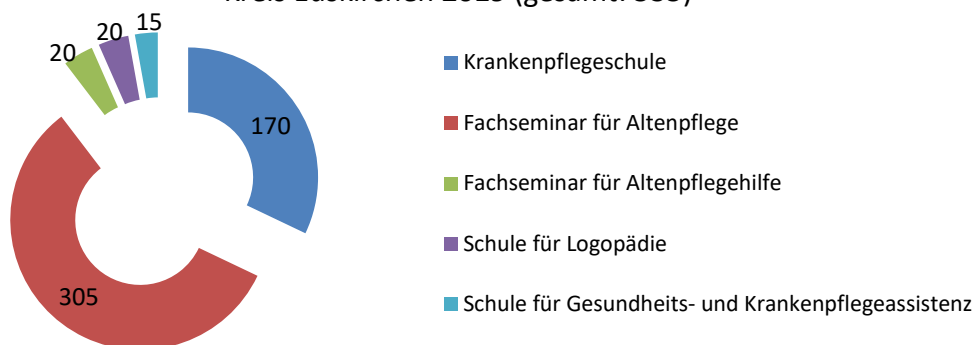 20
20
15
170
305
Krankenpflegeschule
Fachseminar für Altenpflege
Fachseminar für Altenpflegehilfe
Schule für Logopädie
Schule für Gesundheits- und Krankenpflegeassistenz